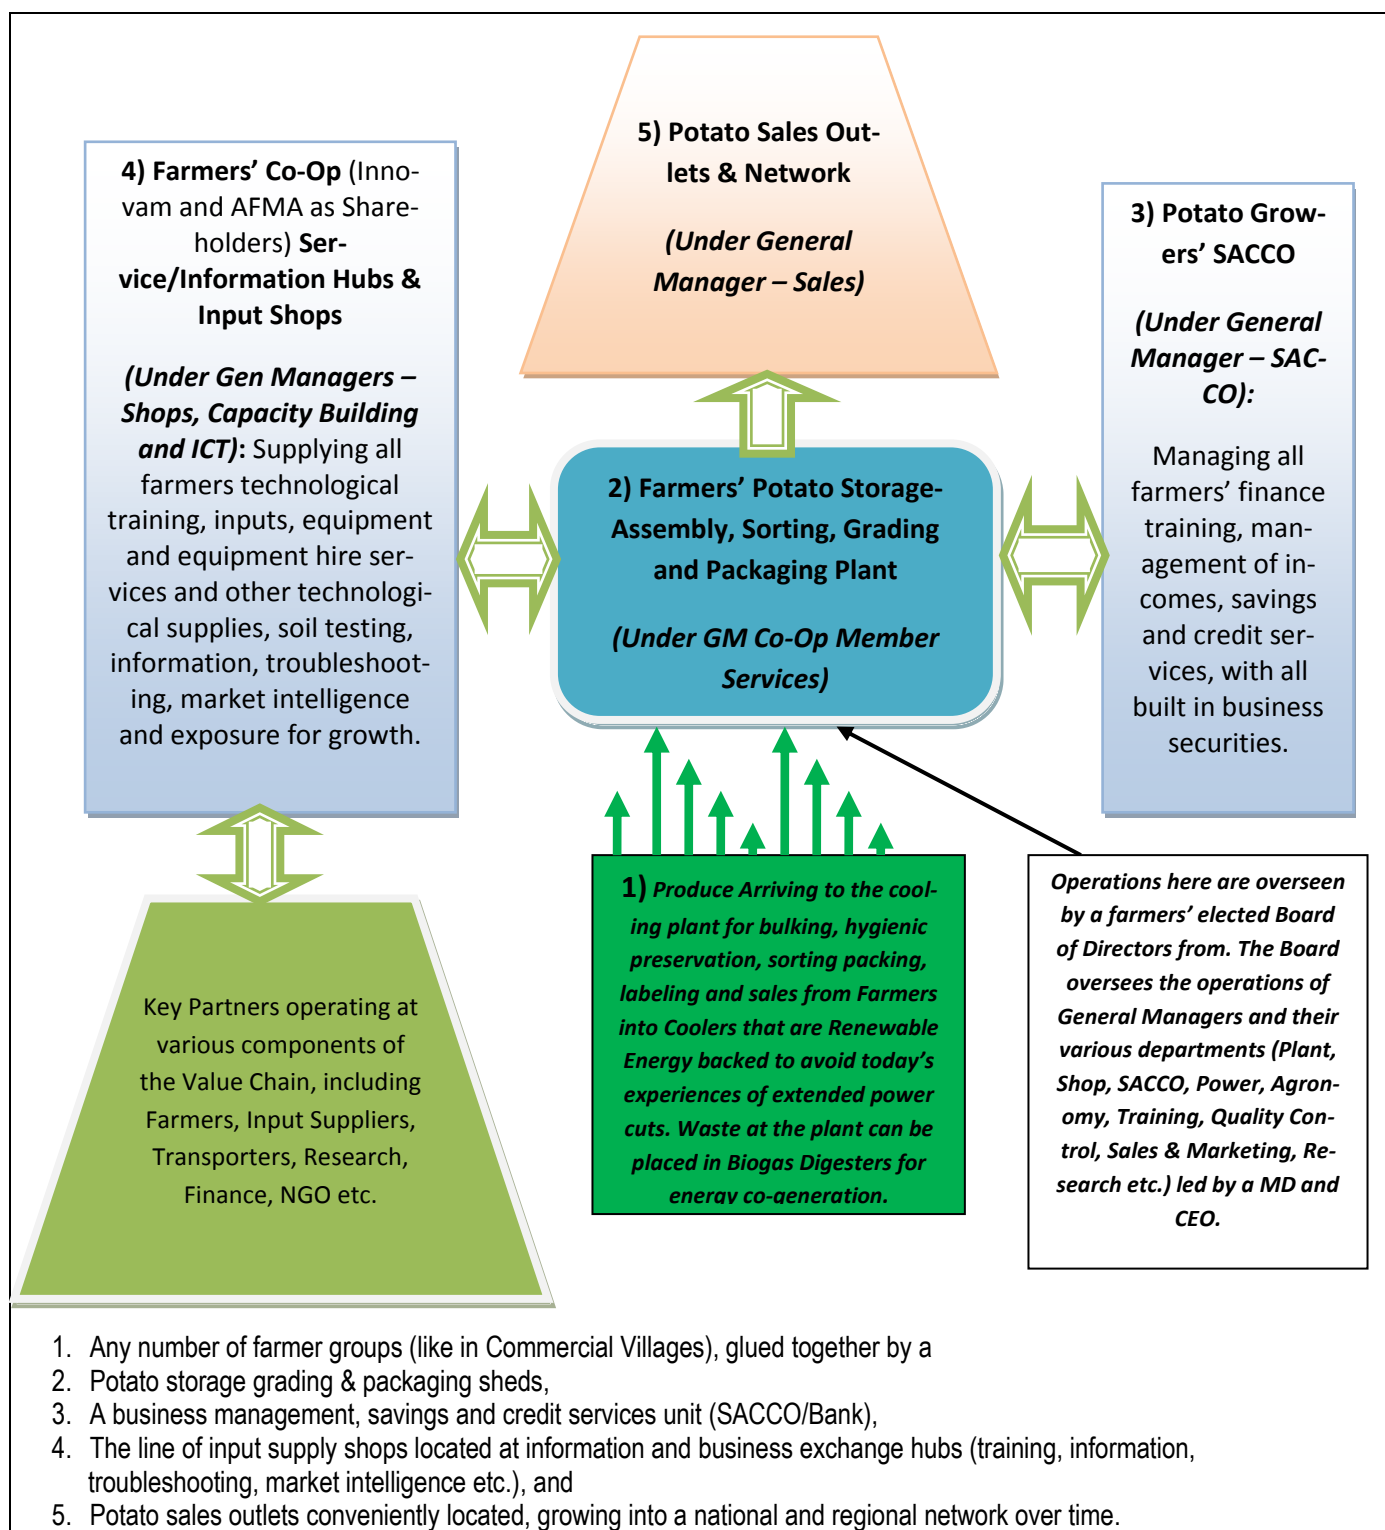 5) Potato Sales Out-
lets & Network
(Under General
Manager – Sales)
4) Farmers’ Co-Op (Inno-
vam and AFMA as Share-
holders) Ser-
vice/Information Hubs &
Input Shops
(Under Gen Managers –
Shops, Capacity Building
and ICT): Supplying all
farmers technological
training, inputs, equipment
and equipment hire ser-
vices and other technologi-
cal supplies, soil testing,
information, troubleshoot-
ing, market intelligence
and exposure for growth.
3) Potato Grow-
ers’ SACCO
(Under General
Manager – SAC-
CO):
Managing all
farmers’ finance
training, man-
agement of in-
comes, savings
and credit ser-
vices, with all
built in business
securities.
2) Farmers’ Potato Storage-
Assembly, Sorting, Grading
and Packaging Plant
(Under GM Co-Op Member
Services)
Key Partners operating at
various components of
the Value Chain, including
Farmers, Input Suppliers,
Transporters, Research,
Finance, NGO etc.
1) Produce Arriving to the cool-
ing plant for bulking, hygienic
preservation, sorting packing,
labeling and sales from Farmers
into Coolers that are Renewable
Energy backed to avoid today’s
experiences of extended power
cuts. Waste at the plant can be
placed in Biogas Digesters for
energy co-generation.
Operations here are overseen
by a farmers’ elected Board
of Directors from. The Board
oversees the operations of
General Managers and their
various departments (Plant,
Shop, SACCO, Power, Agron-
omy, Training, Quality Con-
trol, Sales & Marketing, Re-
search etc.) led by a MD and
CEO.
1. Any number of farmer groups (like in Commercial Villages), glued together by a
2. Potato storage grading & packaging sheds,
3. A business management, savings and credit services unit (SACCO/Bank),
4. The line of input supply shops located at information and business exchange hubs (training, information,
troubleshooting, market intelligence etc.), and
5. Potato sales outlets conveniently located, growing into a national and regional network over time.